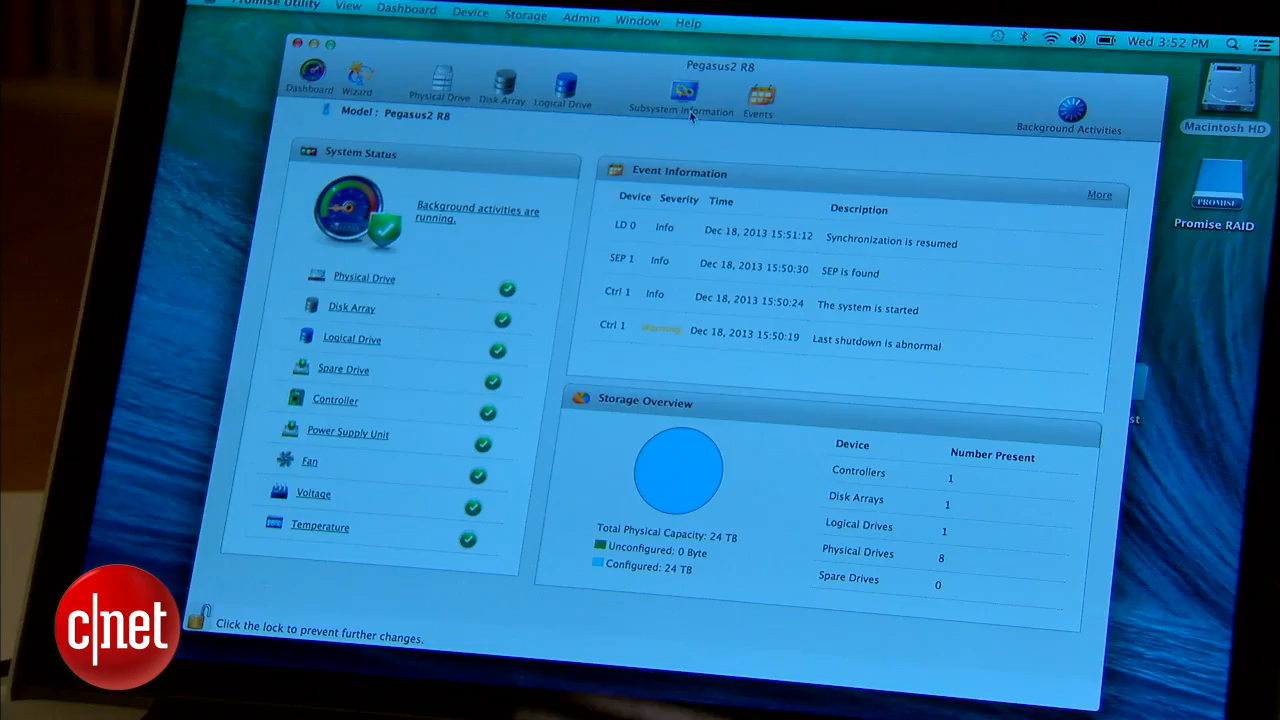 Promise Utility View Dashboard Device Storage Admin Window Help
Wed 3:52 PM
Pegasus2 R8
Dashboard Wizard Physical Drive Disk Array Logical Drive Subsystem Information Events Background Activities
Model : Pegasus2 R8
System Status
Background activities are
running.
Physical Drive
Disk Array
Logical Drive
Spare Drive
Controller
Power Supply Unit
Fan
Voltage
Temperature
Event Information
More
Device Severity Time Description
LD 0 Info Dec 18, 2013 15:51:12 Synchronization is resumed
SEP 1 Info Dec 18, 2013 15:50:30 SEP is found
Ctrl 1 Info Dec 18, 2013 15:50:24 The system is started
Ctrl 1 Warning Dec 18, 2013 15:50:19 Last shutdown is abnormal
Storage Overview
Total Physical Capacity: 24 TB
Unconfigured: 0 Byte
Configured: 24 TB
Device Number Present
Controllers 1
Disk Arrays 1
Logical Drives 1
Physical Drives 8
Spare Drives 0
Click the lock to prevent further changes.
Macintosh HD
PROMISE
Promise RAID
st
c|net